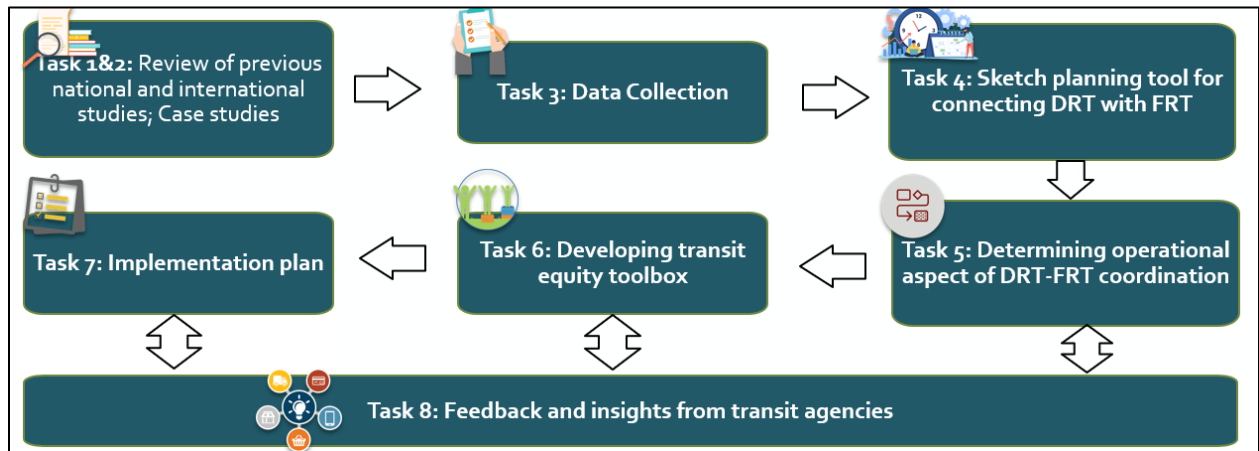 Task 1&2: Review of previous
national and international
studies; Case studies
Task 3: Data Collection
Task 4: Sketch planning tool for
connecting DRT with FRT
Task 7: Implementation plan
Task 6: Developing transit
equity toolbox
Task 5: Determining operational
aspect of DRT-FRT coordination
Task 8: Feedback and insights from transit agencies